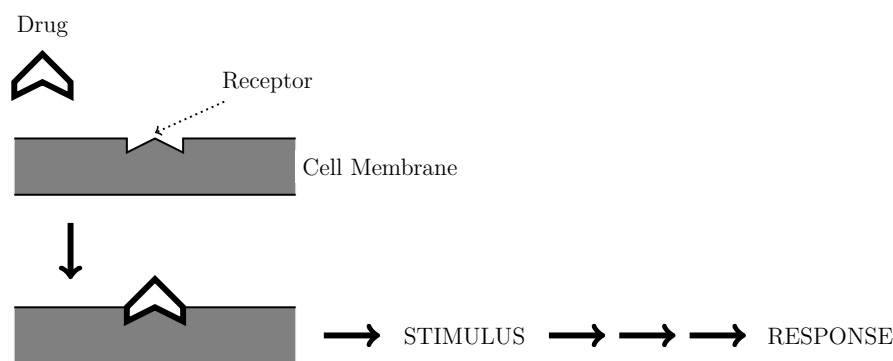 Drug
Receptor
Cell Membrane
STIMULUS
RESPONSE